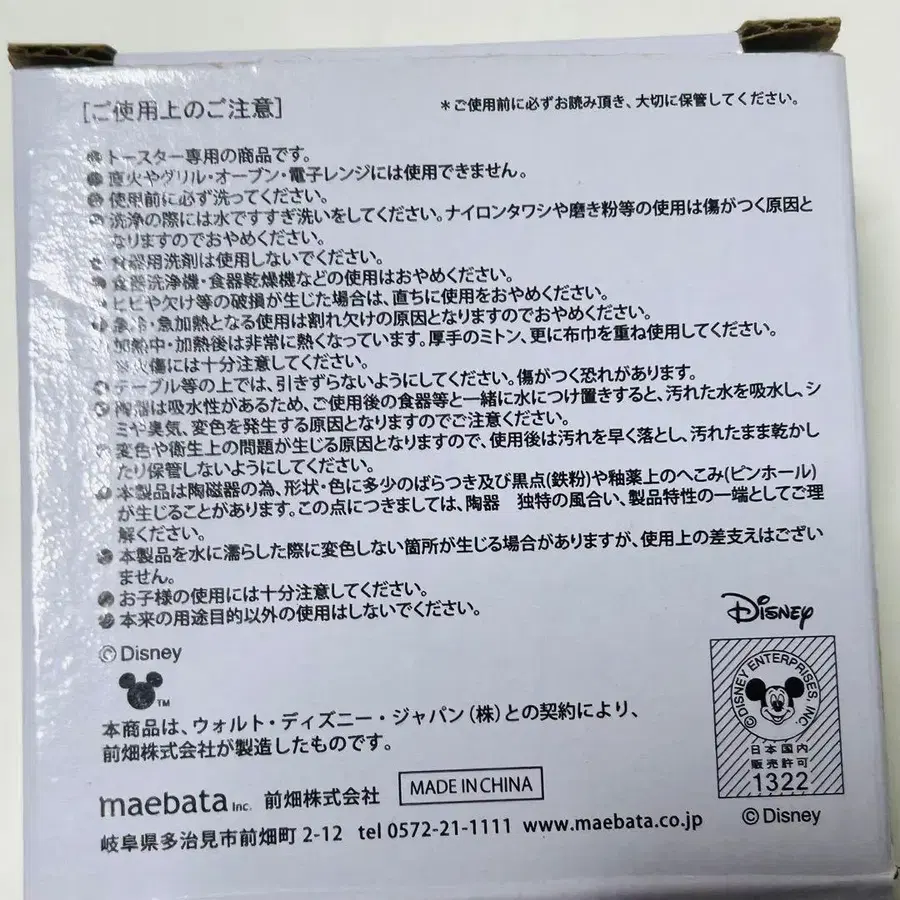 [ご使用上のご注意]
＊ご使用前に必ずお読み頂き、大切に保管してください。
●トースター専用の商品です。
●直火やグリル・オーブン・電子レンジには使用できません。
●使用前に必ず洗ってください。
●洗浄の際には水ですすぎ洗いをしてください。ナイロンタワシや磨き粉等の使用は傷がつく原因と
なりますのでおやめください。
●食器用洗剤は使用しないでください。
●食器洗浄機・食器乾燥機などの使用はおやめください。
●ヒビや欠け等の破損が生じた場合は、直ちに使用をおやめください。
●急冷・急加熱となる使用は割れ欠けの原因となりますのでおやめください。
●加熱中・加熱後は非常に熱くなっています。厚手のミトン、更に布巾を重ね使用してください。
※火傷には十分注意してください。
●テーブル等の上では、引きずらないようにしてください。傷がつく恐れがあります。
●陶器は吸水性があるため、ご使用後の食器等と一緒に水につけ置きすると、汚れた水を吸水し、シ
ミや臭気、変色を発生する原因となりますのでご注意ください。
●変色や衛生上の問題が生じる原因となりますので、使用後は汚れを早く落とし、汚れたまま乾かし
たり保管しないようにしてください。
●本製品は陶磁器の為、形状・色に多少のばらつき及び黒点(鉄粉)や釉薬上のへこみ(ピンホール)
が生じることがあります。この点につきましては、陶器　独特の風合い、製品特性の一端としてご理
解ください。
●本製品を水に濡らした際に変色しない箇所が生じる場合がありますが、使用上の差支えはござい
ません。
●お子様の使用には十分注意してください。
●本来の用途目的以外の使用はしないでください。
©Disney
TM
本商品は、ウォルト・ディズニー・ジャパン(株)との契約により、
前畑株式会社が製造したものです。
maebata Inc. 前畑株式会社 MADE IN CHINA
岐阜県多治見市前畑町 2-12 tel 0572-21-1111 www.maebata.co.jp
Disney
©DISNEY ENTERPRISES, INC.
日本国内
販売許可
1322
©Disney